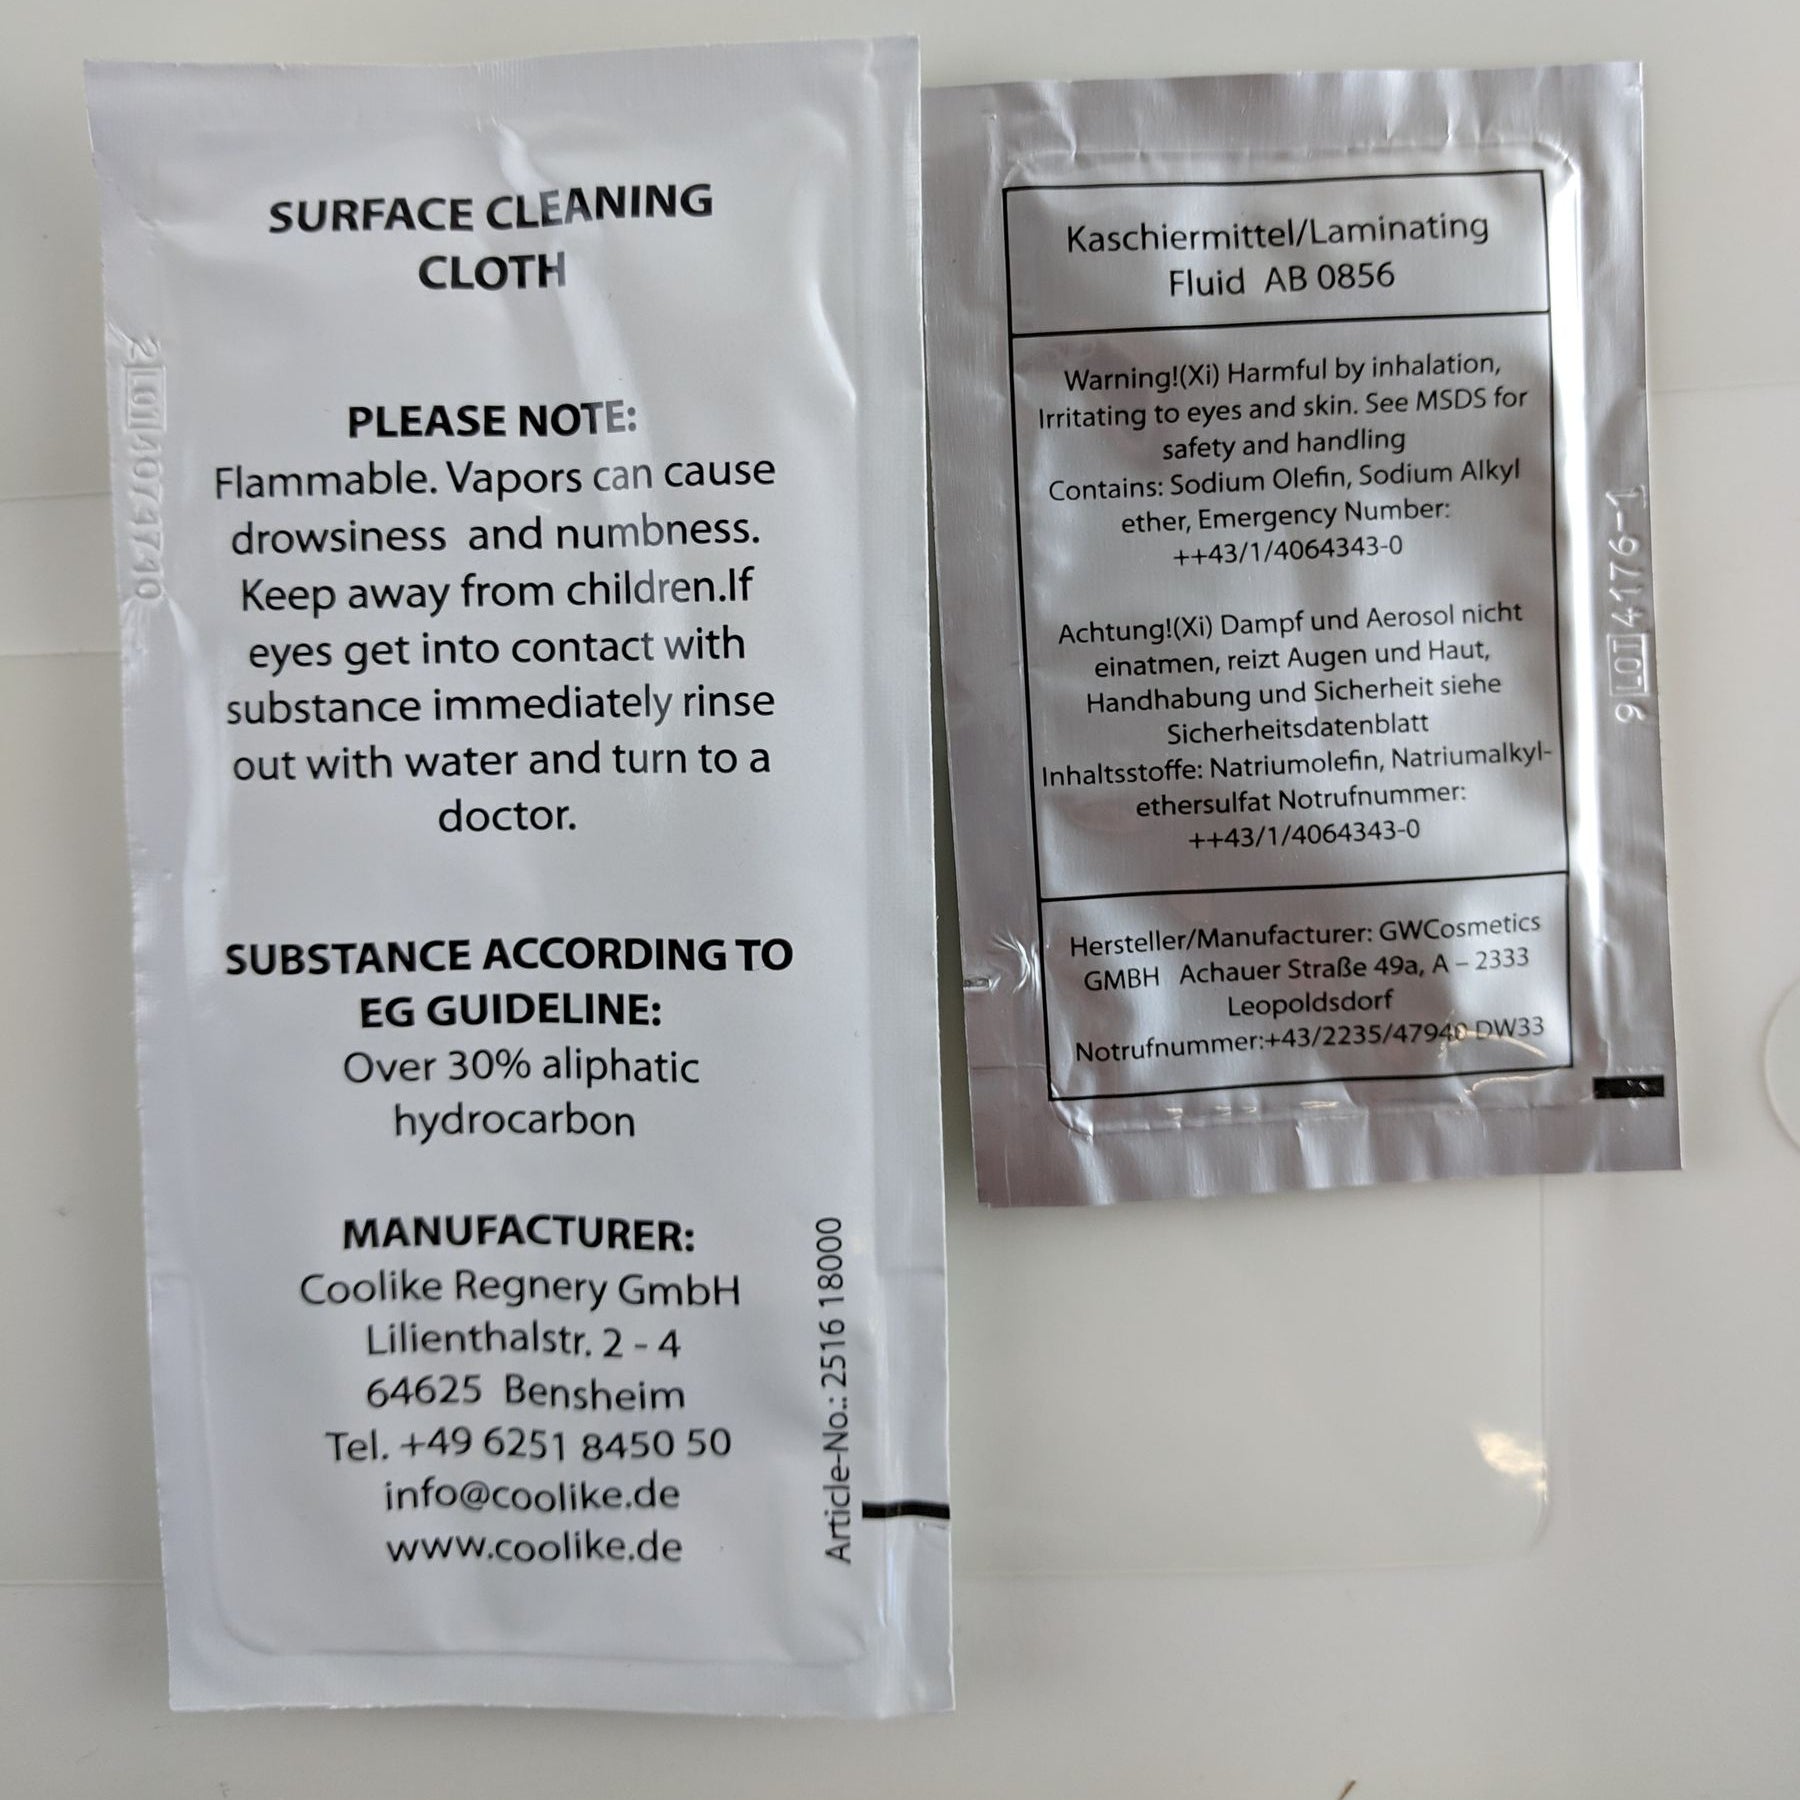 SURFACE CLEANING
CLOTH
PLEASE NOTE:
Flammable. Vapors can cause
drowsiness and numbness.
Keep away from children.If
eyes get into contact with
substance immediately rinse
out with water and turn to a
doctor.
SUBSTANCE ACCORDING TO
EG GUIDELINE:
Over 30% aliphatic
hydrocarbon
MANUFACTURER:
Coolike Regnery GmbH
Lilienthalstr. 2 - 4
64625 Bensheim
Tel. +49 6251 8450 50
info@coolike.de
www.coolike.de
Article-No.: 2516 18000
Kaschiermittel/Laminating
Fluid AB 0856
Warning!(Xi) Harmful by inhalation,
Irritating to eyes and skin. See MSDS for
safety and handling
Contains: Sodium Olefin, Sodium Alkyl
ether, Emergency Number:
++43/1/4064343-0
Achtung!(Xi) Dampf und Aerosol nicht
einatmen, reizt Augen und Haut,
Handhabung und Sicherheit siehe
Sicherheitsdatenblatt
Inhaltsstoffe: Natriumolefin, Natriumalkyl-
ethersulfat Notrufnummer:
++43/1/4064343-0
Hersteller/Manufacturer: GWCosmetics
GMBH Achauer Straße 49a, A – 2333
Leopoldsdorf
Notrufnummer:+43/2235/47940 DW33
9 LOT 4176-1